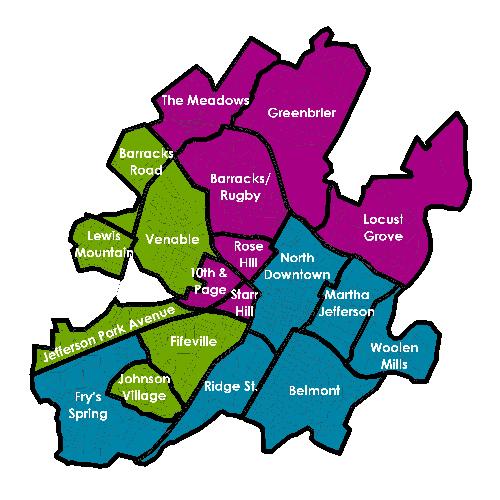 The Meadows
Greenbrier
Barracks
Road
Barracks/
Rugby
Locust
Grove
Lewis
Mountain
Venable
Rose
Hill
North
Downtown
10th &
Page
Starr
Hill
Martha
Jefferson
Jefferson Park Avenue
Fifeville
Woolen
Mills
Johnson
Village
Ridge St.
Belmont
Fry's
Spring